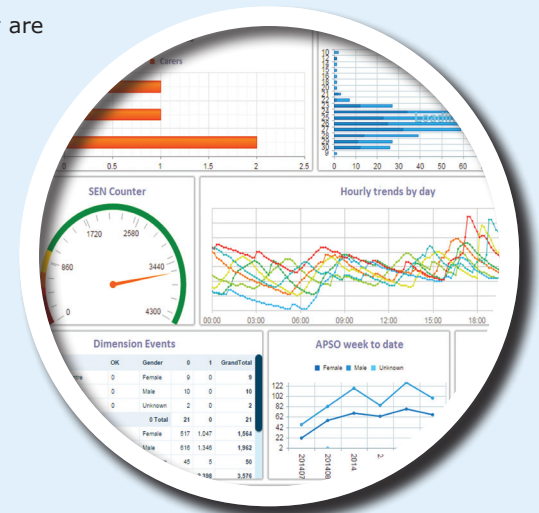 are
Carers
0 0.5 1 1.5 2 2.5
0 10 20 30 40 50 60
SEN Counter
0 860 1720 2580 3440 4300
Hourly trends by day
00:00 03:00 06:00 09:00 12:00 15:00 18:00
Dimension Events
OK Gender 0 1 GrandTotal
0 Female 9 0 9
0 Male 10 0 10
0 Unknown 2 0 2
0 Total 21 0 21
Female 517 1,047 1,564
Male 616 1,346 1,962
45 5 50
3,576
APSO week to date
Female Male Unknown
122
102
82
62
42
22
2
201407 201408